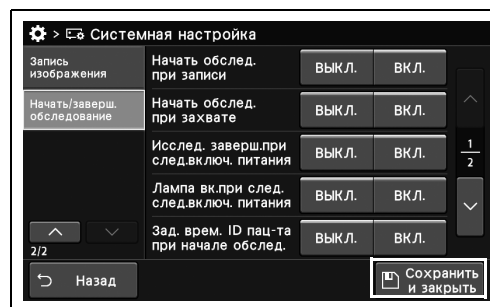 > Системная настройка
Запись
изображения
Начать/заверш.
обследование
2/2
Начать обслед.
при записи
ВЫКЛ. ВКЛ.
Начать обслед.
при захвате
ВЫКЛ. ВКЛ.
Исслед. заверш.при
след.включ. питания
ВЫКЛ. ВКЛ.
Лампа вк.при след.
след.включ. питания
ВЫКЛ. ВКЛ.
Зад. врем. ID пац-та
при начале обслед.
ВЫКЛ. ВКЛ.
1
2
Назад
Сохранить
и закрыть